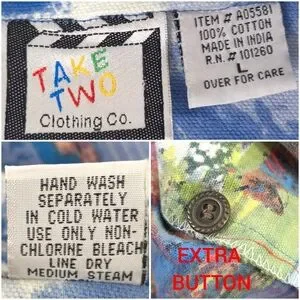 TAKE
TWO
Clothing Co.
ITEM # A05581
100% COTTON
MADE IN INDIA
R.N.# 101260
L
OVER FOR CARE
HAND WASH
SEPARATELY
IN COLD WATER
USE ONLY NON-
CHLORINE BLEACH
LINE DRY
MEDIUM STEAM
EXTRA
BUTTON